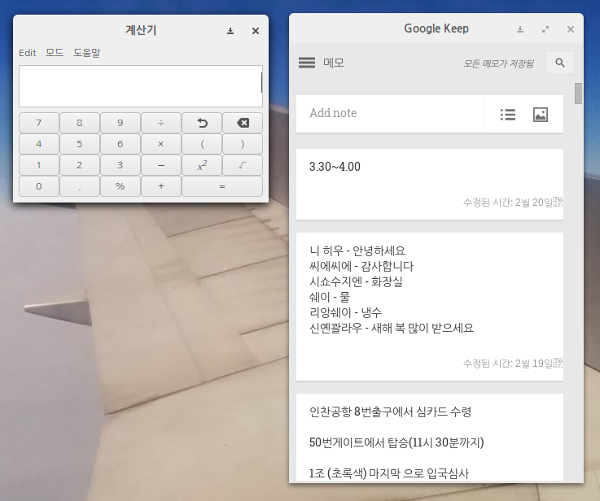 계산기
Edit 모드 도움말
7 8 9 ÷
4 5 6 × ( )
1 2 3 − x² √
0 . % + =
Google Keep
메모 모든 메모가 저장됨
Add note
3.30~4.00
수정된 시간: 2월 20일
니 히우 - 안녕하세요
씨에씨에 - 감사합니다
시쇼수지엔 - 화장실
쉐이 - 물
리앙쉐이 - 냉수
신옌콸라우 - 새해 복 많이 받으세요
수정된 시간: 2월 19일
인찬공항 8번출구에서 심카드 수령
50번게이트에서 탑승(11시 30분까지)
1조 (초록색) 마지막 으로 입국심사